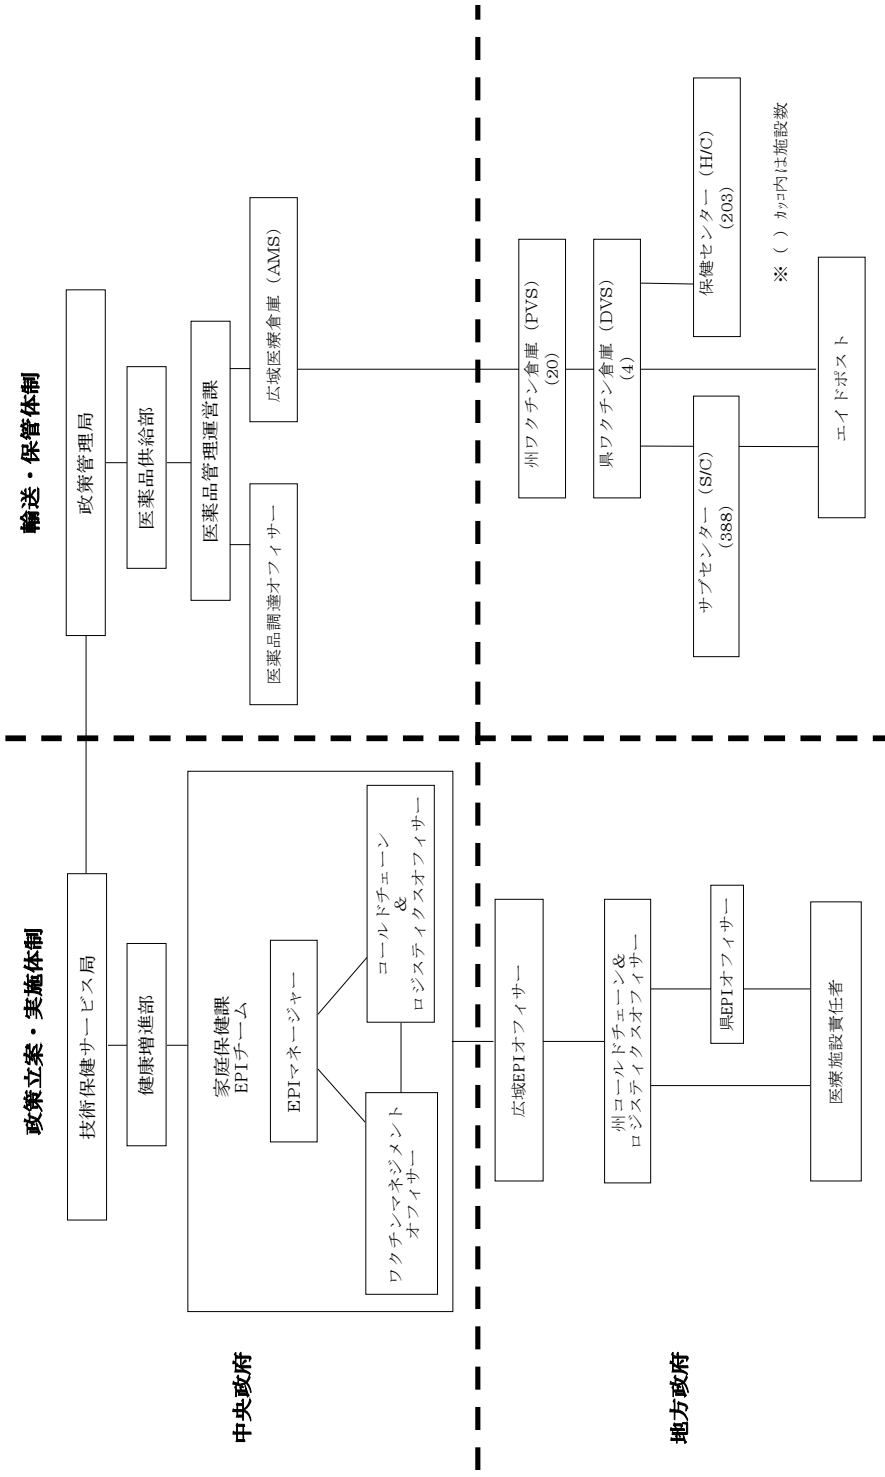 政策立案・実施体制
輸送・保管体制
中央政府
技術保健サービス局
健康増進部
家庭保健課
EPIチーム
EPIマネージャー
ワクチンマネジメント
オフィサー
コールドチェーン
&
ロジスティクスオフィサー
政策管理局
医薬品供給部
医薬品管理運営課
医薬品調達オフィサー
広域医療倉庫（AMS）
地方政府
広域EPIオフィサー
州コールドチェーン&
ロジスティクスオフィサー
県EPIオフィサー
医療施設責任者
州ワクチン倉庫（PVS）
(20)
県ワクチン倉庫（DVS）
(4)
サブセンター（S/C）
(388)
保健センター（H/C）
(203)
エイドポスト
※（ ）カッコ内は施設数